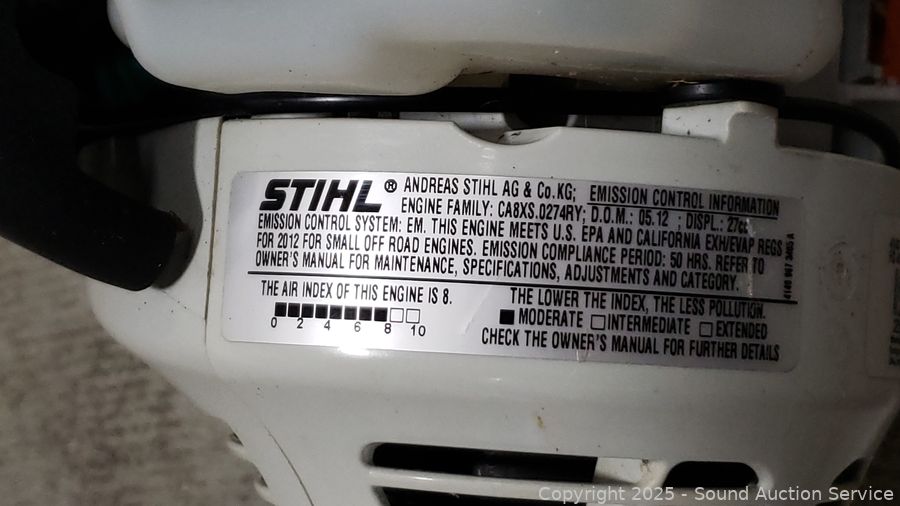 STIHL® ANDREAS STIHL AG & Co.KG; EMISSION CONTROL INFORMATION
ENGINE FAMILY: CA8XS.0274RY; D.O.M.: 05.12 ; DISPL.: 27cc
EMISSION CONTROL SYSTEM: EM. THIS ENGINE MEETS U.S. EPA AND CALIFORNIA EXH/EVAP REGS
FOR 2012 FOR SMALL OFF ROAD ENGINES. EMISSION COMPLIANCE PERIOD: 50 HRS. REFER TO
OWNER'S MANUAL FOR MAINTENANCE, SPECIFICATIONS, ADJUSTMENTS AND CATEGORY.
THE AIR INDEX OF THIS ENGINE IS 8.
0 2 4 6 8 10
THE LOWER THE INDEX, THE LESS POLLUTION.
■MODERATE □INTERMEDIATE □EXTENDED
CHECK THE OWNER'S MANUAL FOR FURTHER DETAILS
Copyright © 2025 - Sound Auction Service